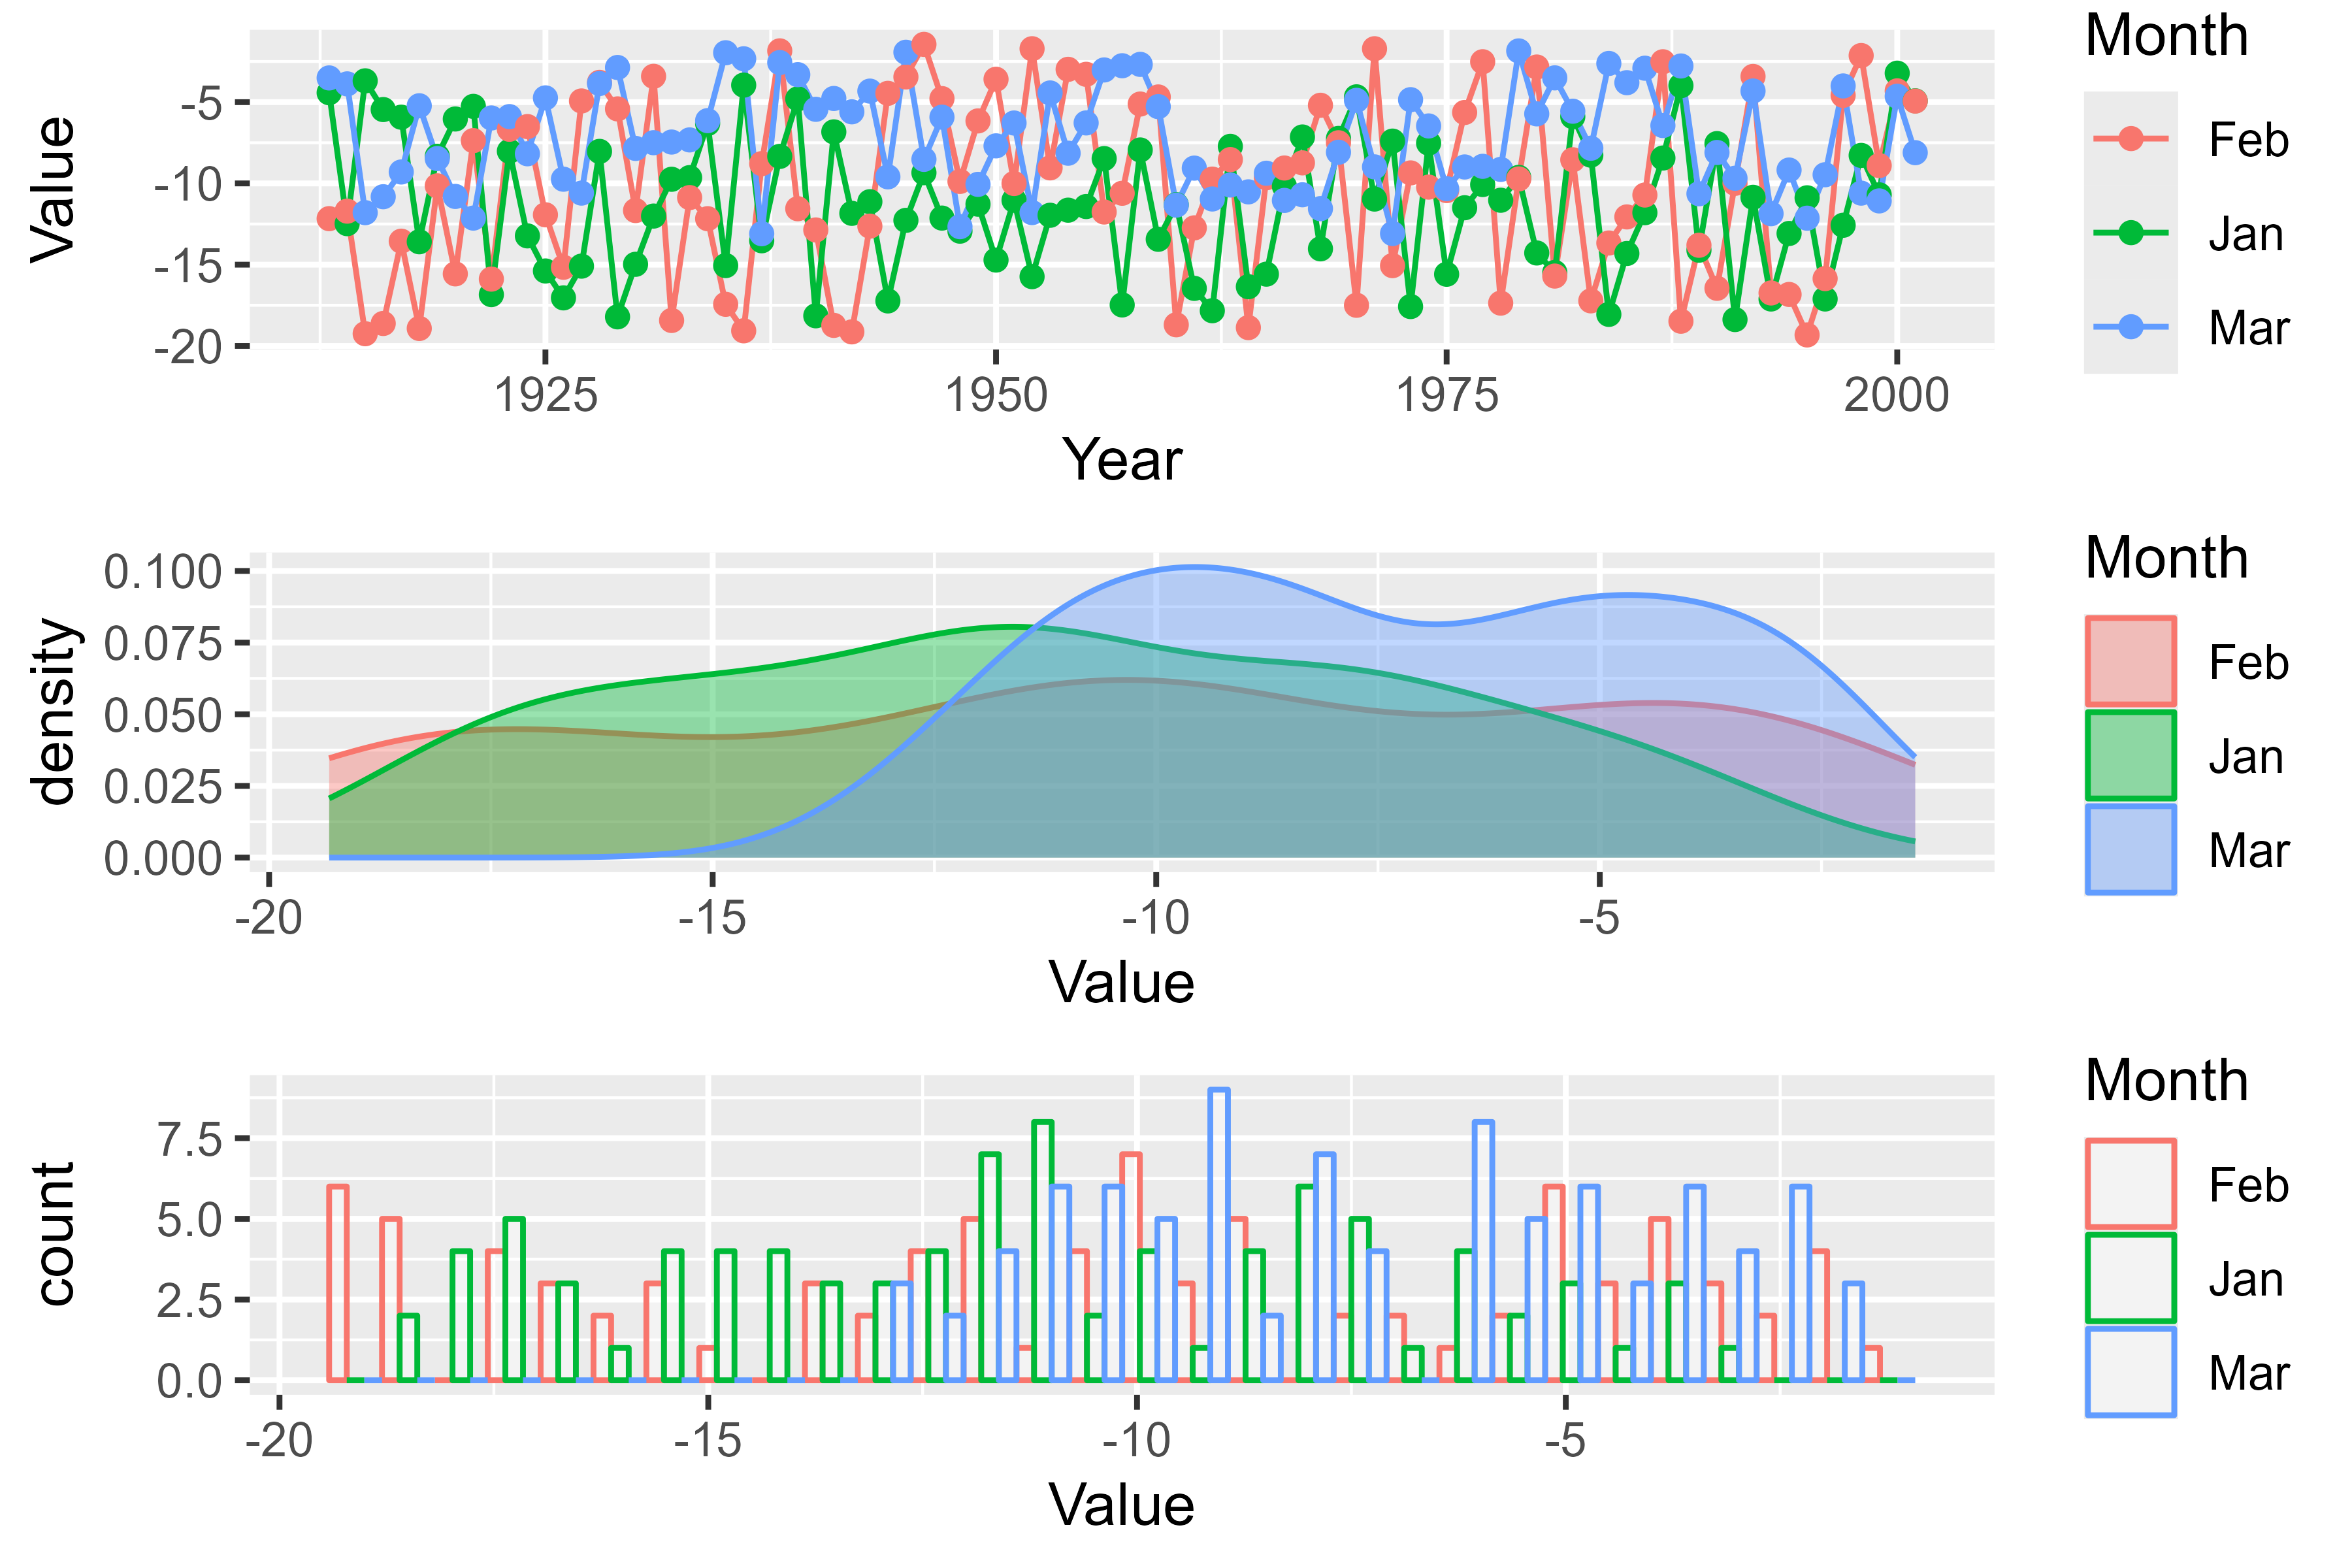 Month
Value
-5
-10
-15
-20
Feb
Jan
Mar
1925 1950 1975 2000
Year
Month
density
0.100
0.075
0.050
0.025
0.000
Feb
Jan
Mar
-20 -15 -10 -5
Value
Month
count
7.5
5.0
2.5
0.0
Feb
Jan
Mar
-20 -15 -10 -5
Value